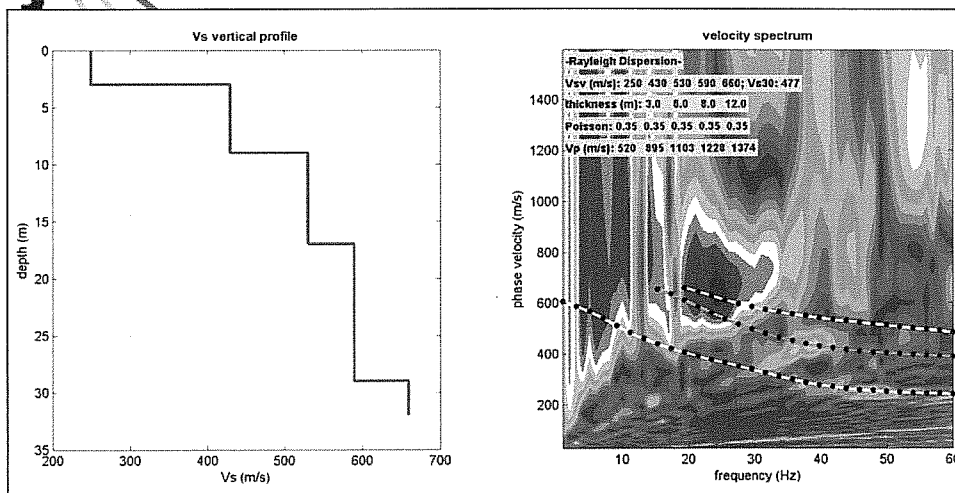 Vs vertical profile
0
5
10
15
20
25
30
35
depth (m)
200
300
400
500
600
700
Vs (m/s)
velocity spectrum
-Rayleigh Dispersion-
Vsv (m/s): 250 430 530 590 660; Vs30: 477
thickness (m): 3.0 6.0 8.0 12.0
Poisson: 0.35 0.35 0.35 0.35 0.35
Vp (m/s): 520 895 1103 1228 1374
1400
1200
1000
800
600
400
200
phase velocity (m/s)
10
20
30
40
50
60
frequency (Hz)